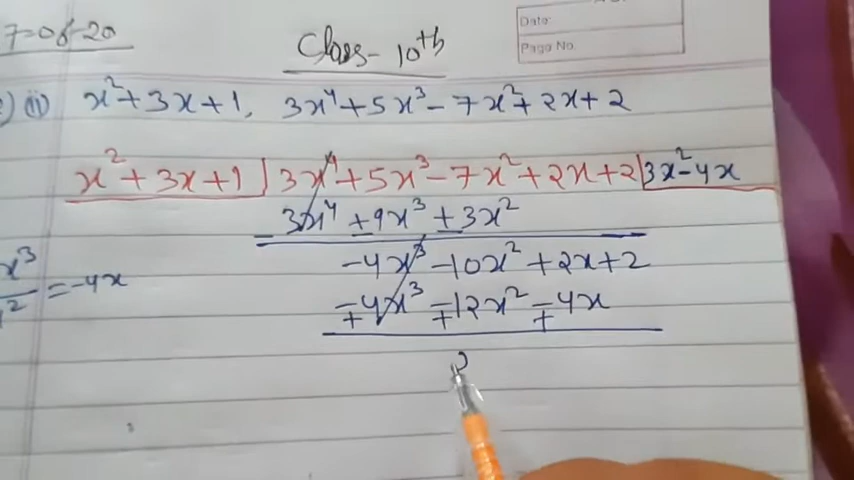 7-08-20
Class- 10th
Date:
Page No.
(ii) x²+3x+1, 3x⁴+5x³-7x²+2x+2
x²+3x+1)3x⁴+5x³-7x²+2x+2|3x²-4x
3x⁴+9x³+3x²
-4x³-10x²+2x+2
x³/x²=-4x
-4x³-12x²-4x
+ + +
2